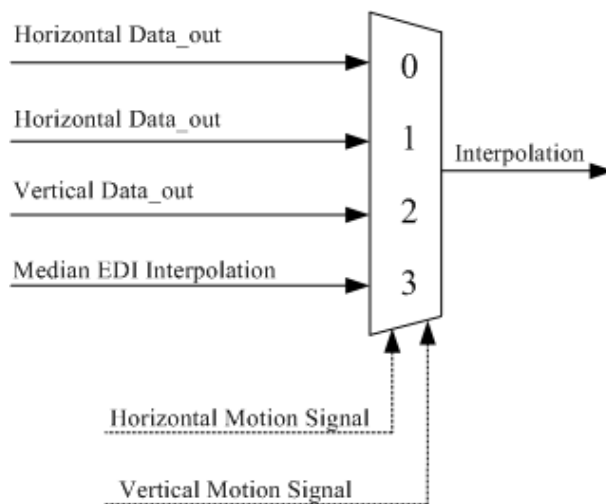 Horizontal Data_out
0
Horizontal Data_out
1
Interpolation
Vertical Data_out
2
Median EDI Interpolation
3
Horizontal Motion Signal
Vertical Motion Signal